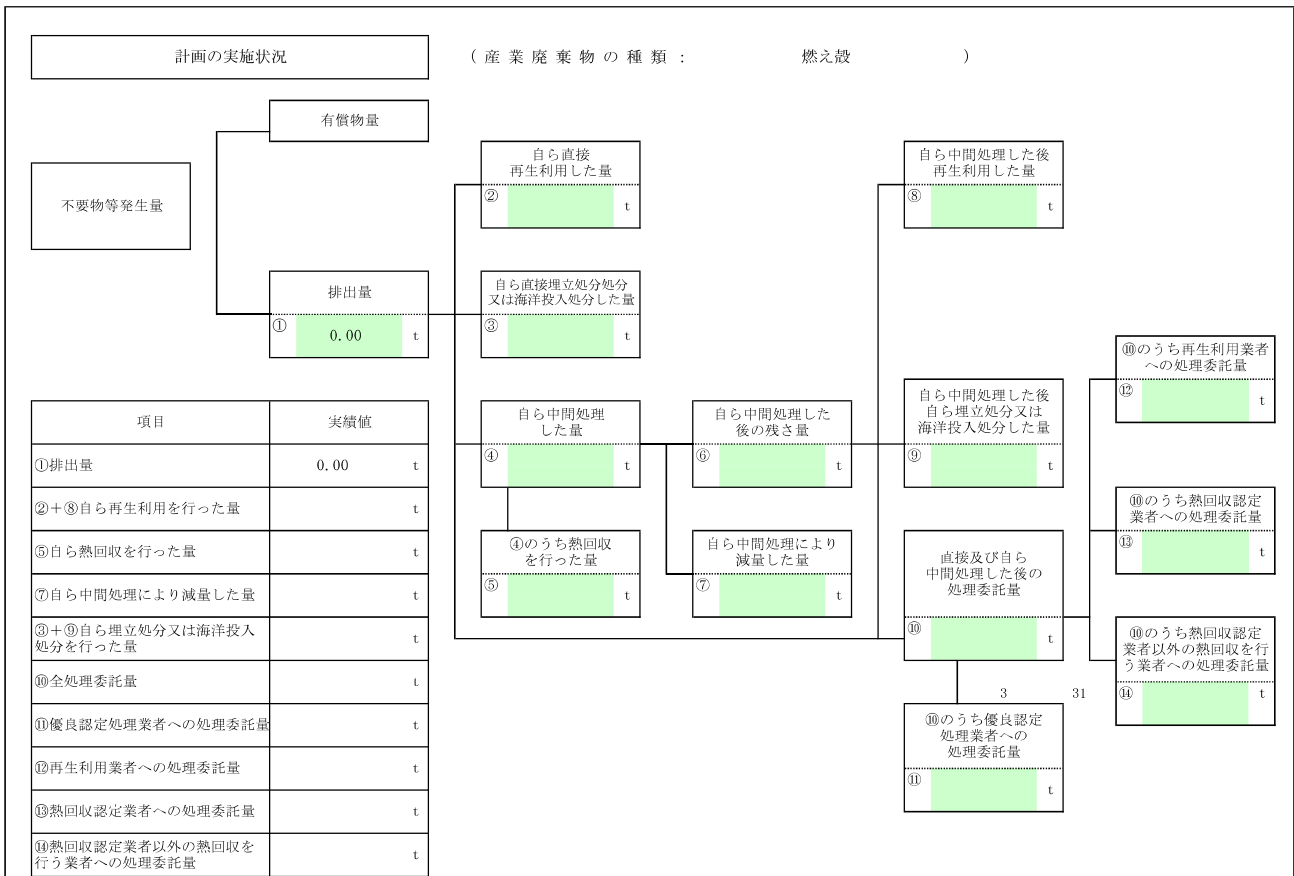 計画の実施状況
（産業廃棄物の種類： 燃え殻 ）
有償物量
不要物等発生量
排出量
① 0.00 t
自ら直接
再生利用した量
② t
自ら直接埋立処分処分
又は海洋投入処分した量
③ t
自ら中間処理
した量
④ t
④のうち熱回収
を行った量
⑤ t
自ら中間処理した
後の残さ量
⑥ t
自ら中間処理により
減量した量
⑦ t
自ら中間処理した後
再生利用した量
⑧ t
自ら中間処理した後
自ら埋立処分又は
海洋投入処分した量
⑨ t
直接及び自ら
中間処理した後の
処理委託量
⑩ t
3 31
⑩のうち優良認定
処理業者への
処理委託量
⑪ t
⑩のうち再生利用業者
への処理委託量
⑫ t
⑩のうち熱回収認定
業者への処理委託量
⑬ t
⑩のうち熱回収認定
業者以外の熱回収を行
う業者への処理委託量
⑭ t
項目 実績値
①排出量 0.00 t
②＋⑧自ら再生利用を行った量 t
⑤自ら熱回収を行った量 t
⑦自ら中間処理により減量した量 t
③＋⑨自ら埋立処分又は海洋投入
処分を行った量 t
⑩全処理委託量 t
⑪優良認定処理業者への処理委託量 t
⑫再生利用業者への処理委託量 t
⑬熱回収認定業者への処理委託量 t
⑭熱回収認定業者以外の熱回収を
行う業者への処理委託量 t